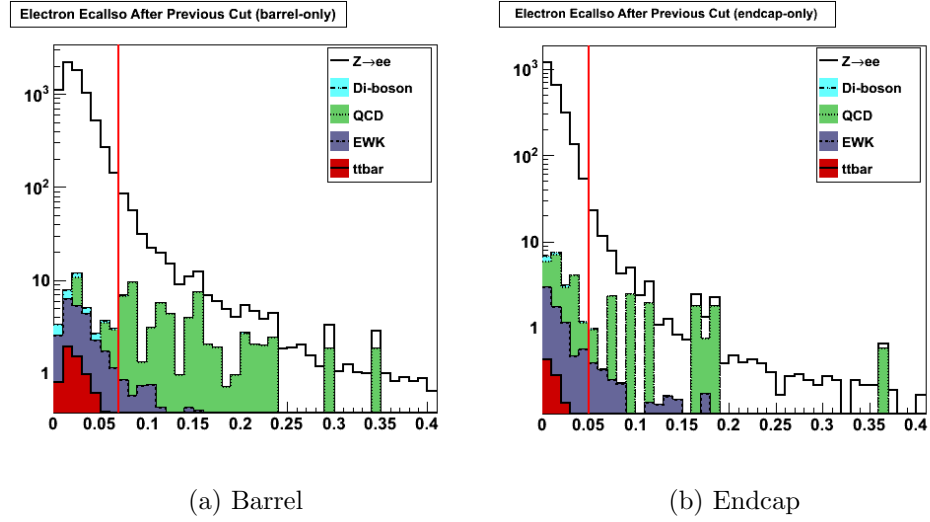 Electron EcalIso After Previous Cut (barrel-only)
Z→ee
Di-boson
QCD
EWK
ttbar
10³
10²
10
1
0 0.05 0.1 0.15 0.2 0.25 0.3 0.35 0.4
(a) Barrel
Electron EcalIso After Previous Cut (endcap-only)
Z→ee
Di-boson
QCD
EWK
ttbar
10³
10²
10
1
0 0.05 0.1 0.15 0.2 0.25 0.3 0.35 0.4
(b) Endcap